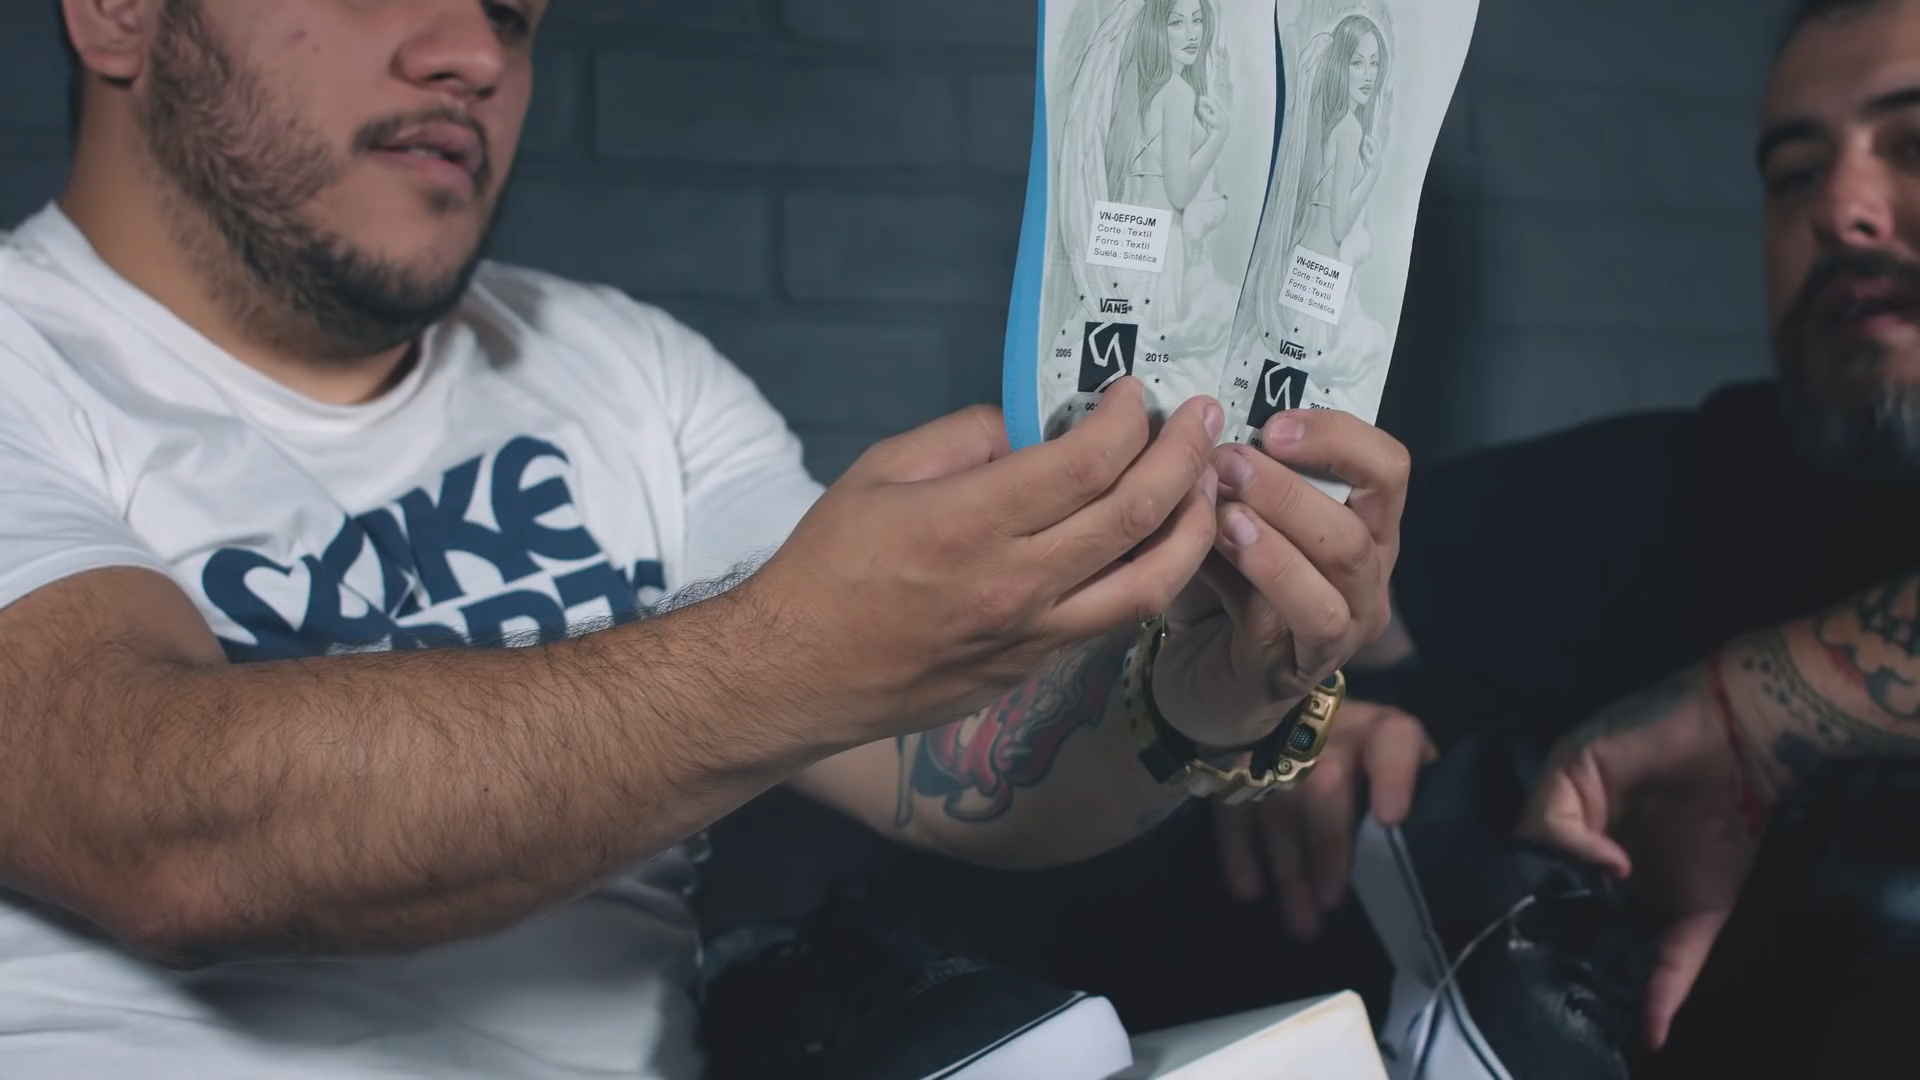 VN-0EFPGJM
Corte : Textil
Forro : Textil
Suela : Sintética
VANS
2005
2015
VN-0EFPGJM
Corte : Textil
Forro : Textil
Suela : Sintética
VANS
2005